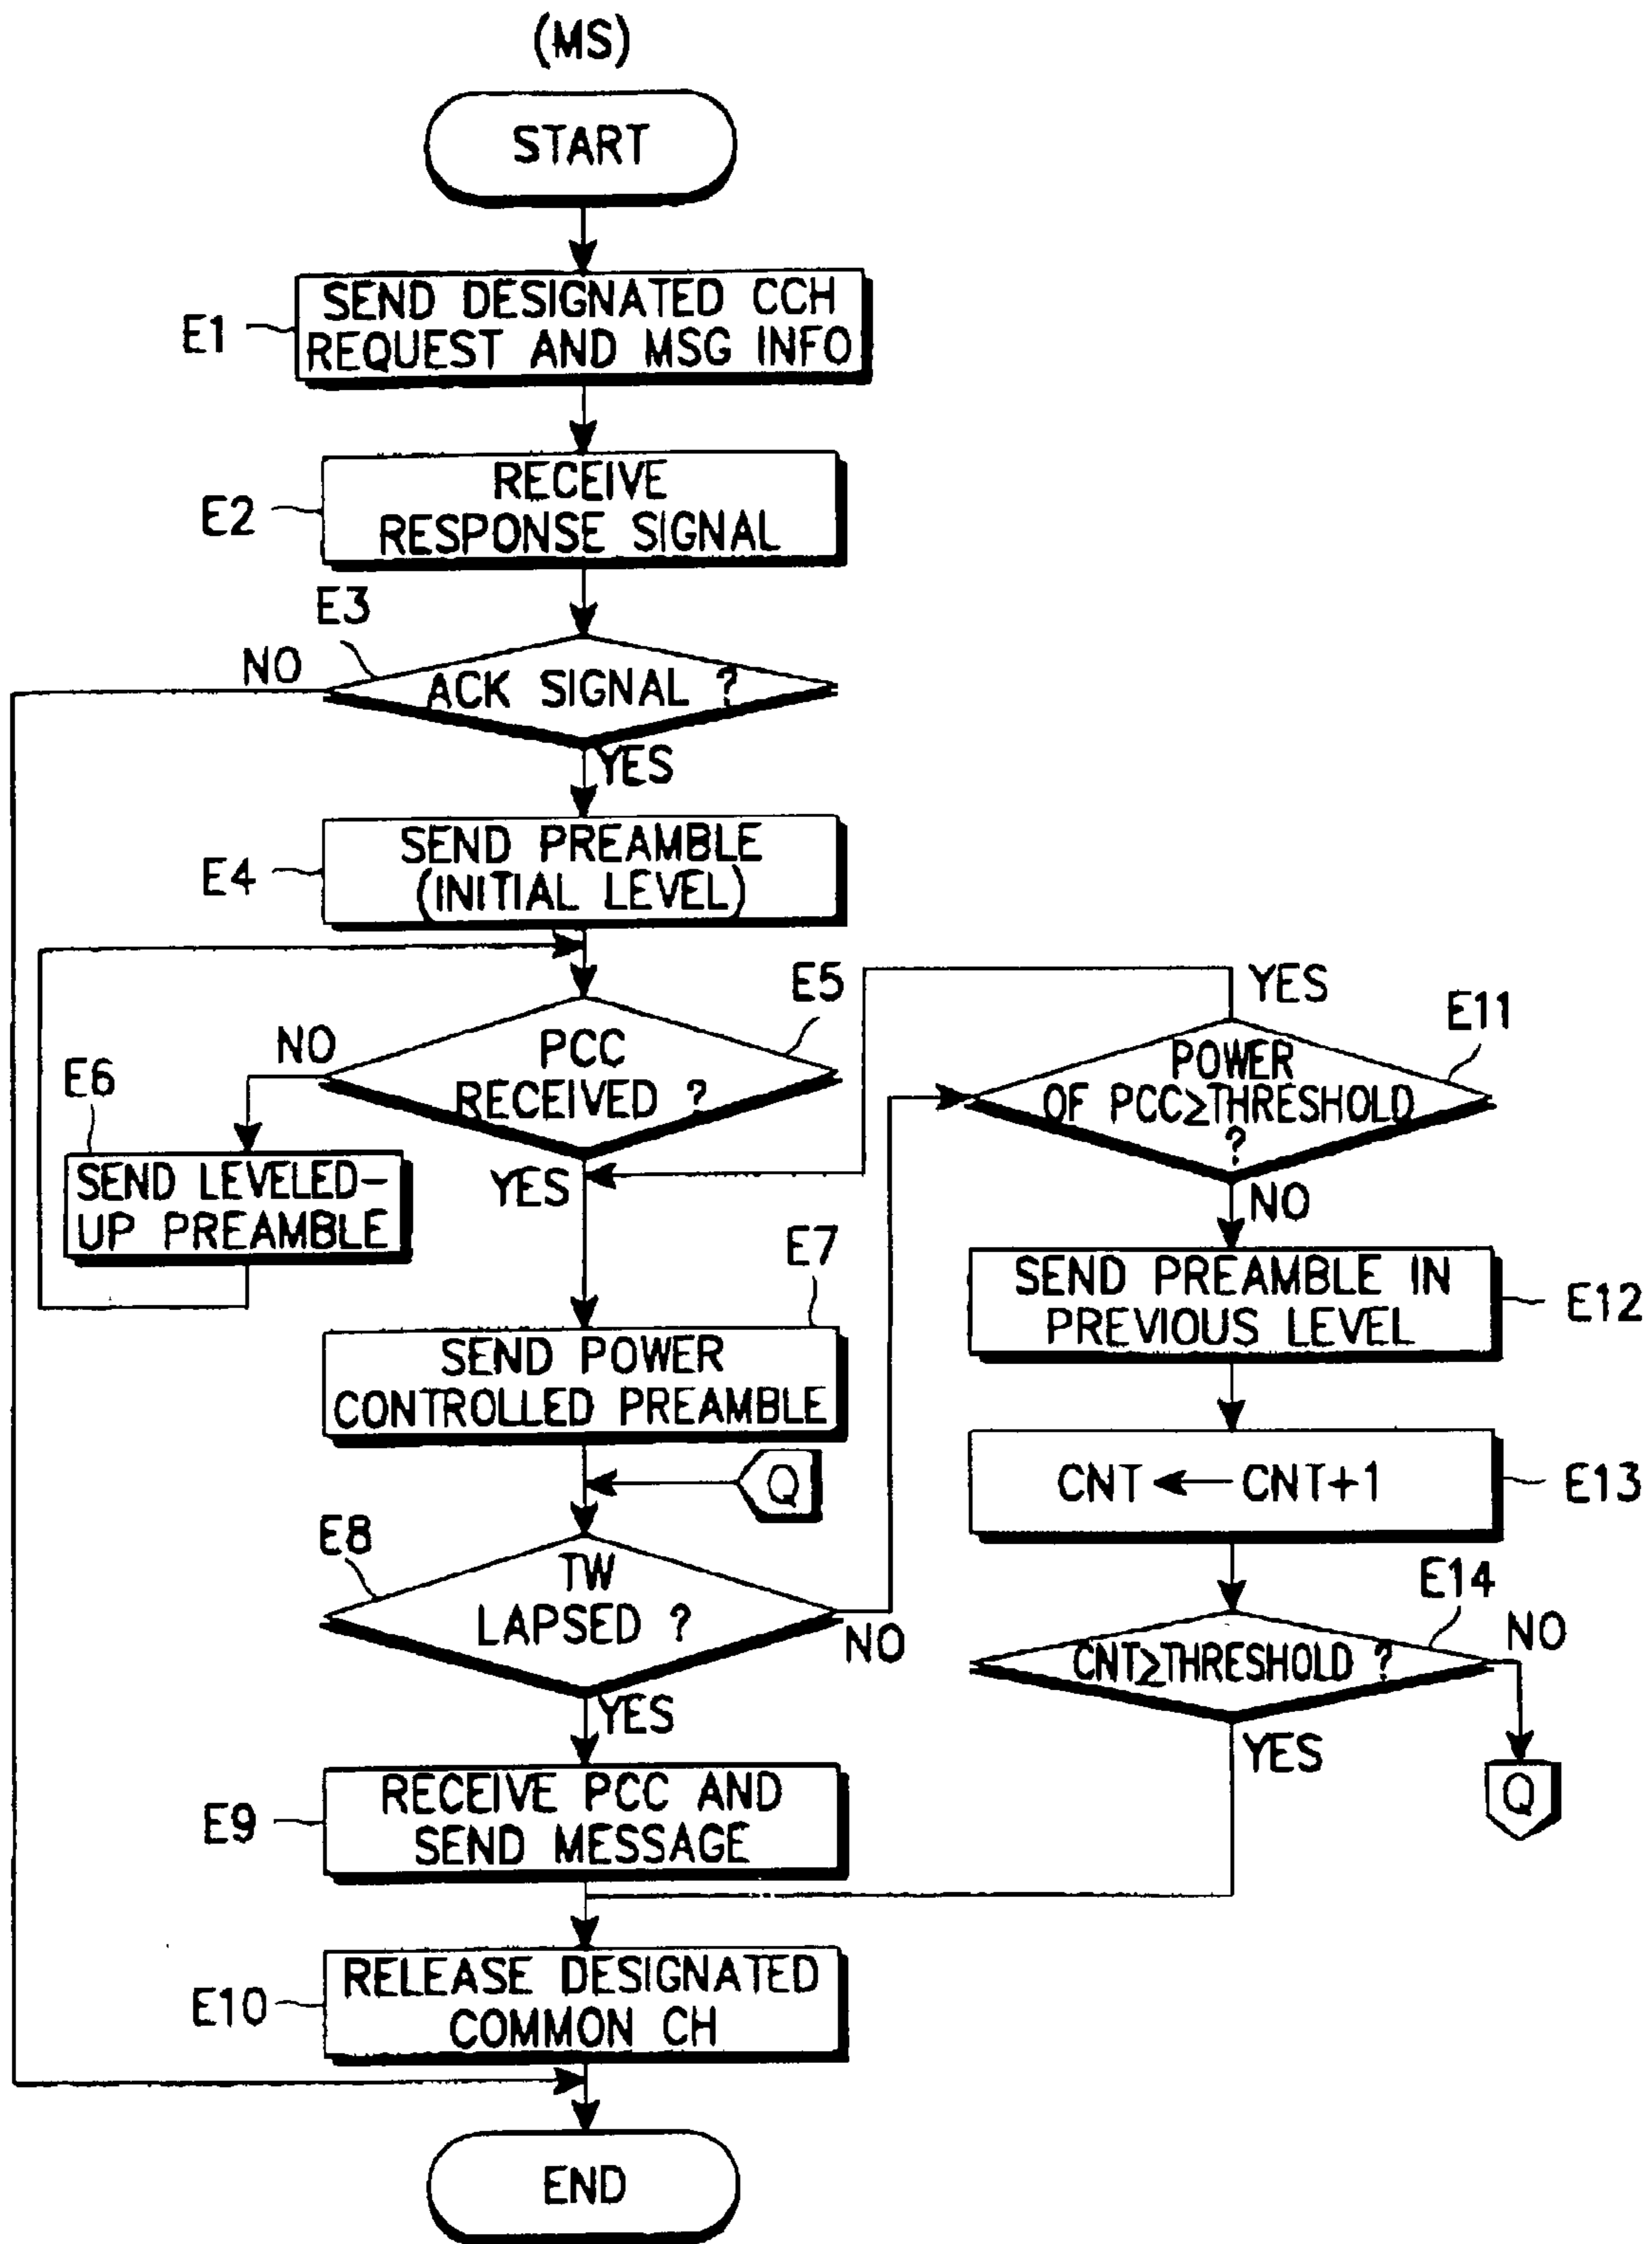 (MS)
START
E1
SEND DESIGNATED CCH
REQUEST AND MSG INFO
E2
RECEIVE
RESPONSE SIGNAL
E3
NO
ACK SIGNAL ?
YES
E4
SEND PREAMBLE
(INITIAL LEVEL)
E5
NO
PCC
RECEIVED ?
YES
E6
SEND LEVELED-
UP PREAMBLE
E7
SEND POWER
CONTROLLED PREAMBLE
Q
E8
TW
LAPSED ?
NO
YES
E9
RECEIVE PCC AND
SEND MESSAGE
E10
RELEASE DESIGNATED
COMMON CH
END
YES
E11
POWER
OF PCC≥THRESHOLD
?
NO
SEND PREAMBLE IN
PREVIOUS LEVEL
E12
CNT ← CNT+1
E13
E14
CNT≥THRESHOLD ?
NO
YES
Q